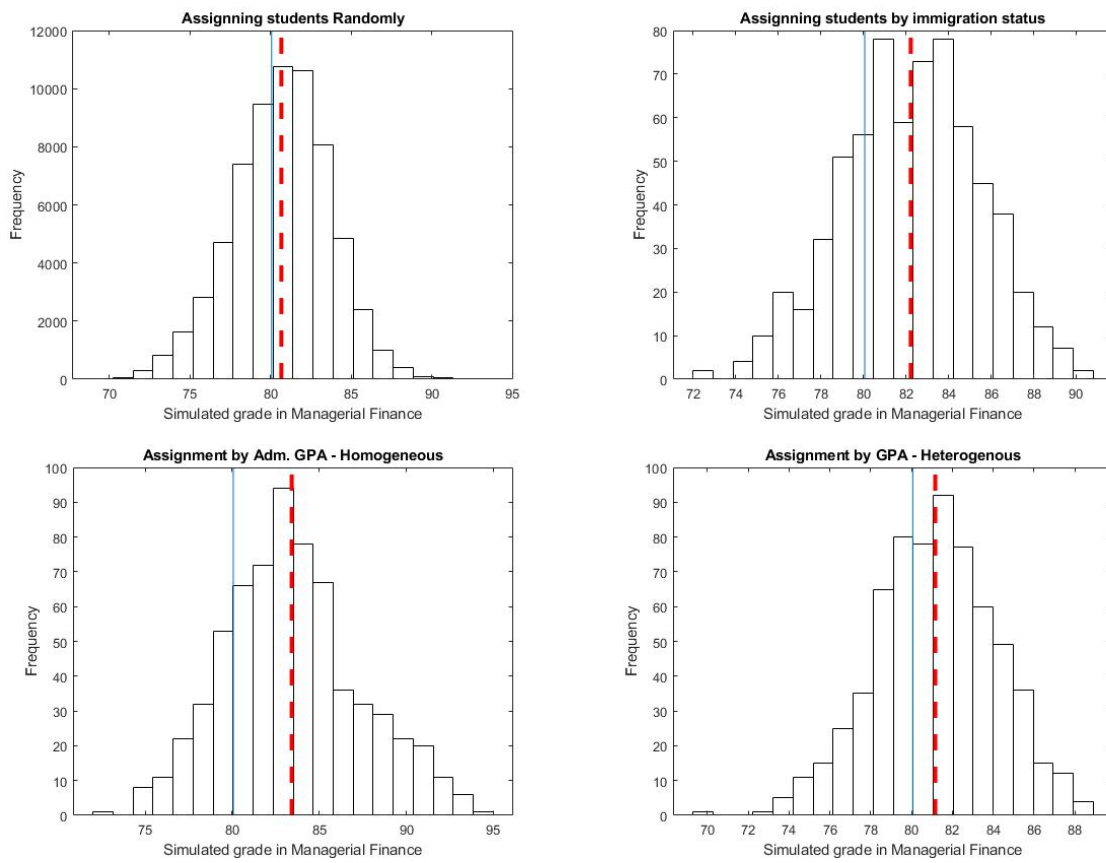 Assignning students Randomly
12000
10000
8000
6000
4000
2000
0
Frequency
70 75 80 85 90 95
Simulated grade in Managerial Finance
Assignning students by immigration status
80
70
60
50
40
30
20
10
0
Frequency
72 74 76 78 80 82 84 86 88 90
Simulated grade in Managerial Finance
Assignment by Adm. GPA - Homogeneous
100
90
80
70
60
50
40
30
20
10
0
Frequency
75 80 85 90 95
Simulated grade in Managerial Finance
Assignment by GPA - Heterogenous
100
90
80
70
60
50
40
30
20
10
0
Frequency
70 72 74 76 78 80 82 84 86 88
Simulated grade in Managerial Finance